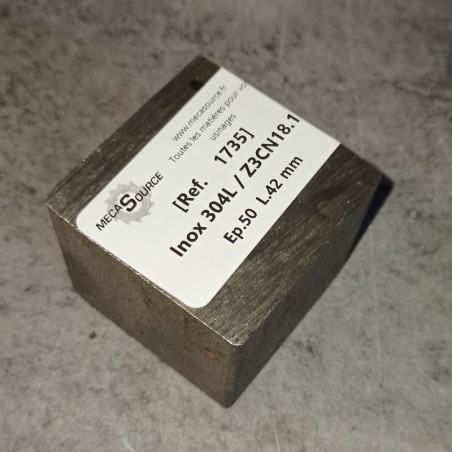 www.mecasource.fr
Toutes les matières pour vos
usinages
MECASOURCE
[Ref. 1735]
Inox 304L / Z3CN18.1
Ep.50 L.42 mm